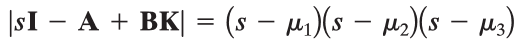 |sI − A + BK| = (s − μ₁)(s − μ₂)(s − μ₃)